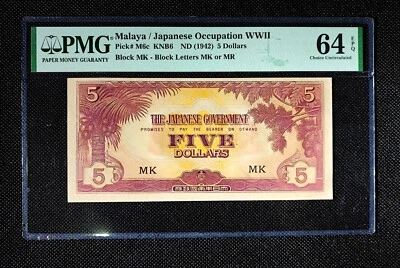 PMG
PAPER MONEY GUARANTY
Malaya / Japanese Occupation WWII
Pick# M6c KNB6 ND (1942) 5 Dollars
Block MK - Block Letters MK or MR
64 EPQ
Choice Uncirculated
5 5
THE JAPANESE GOVERNMENT
PROMISES TO PAY THE BEARER ON DEMAND
FIVE
DOLLARS
MK MK
5 5